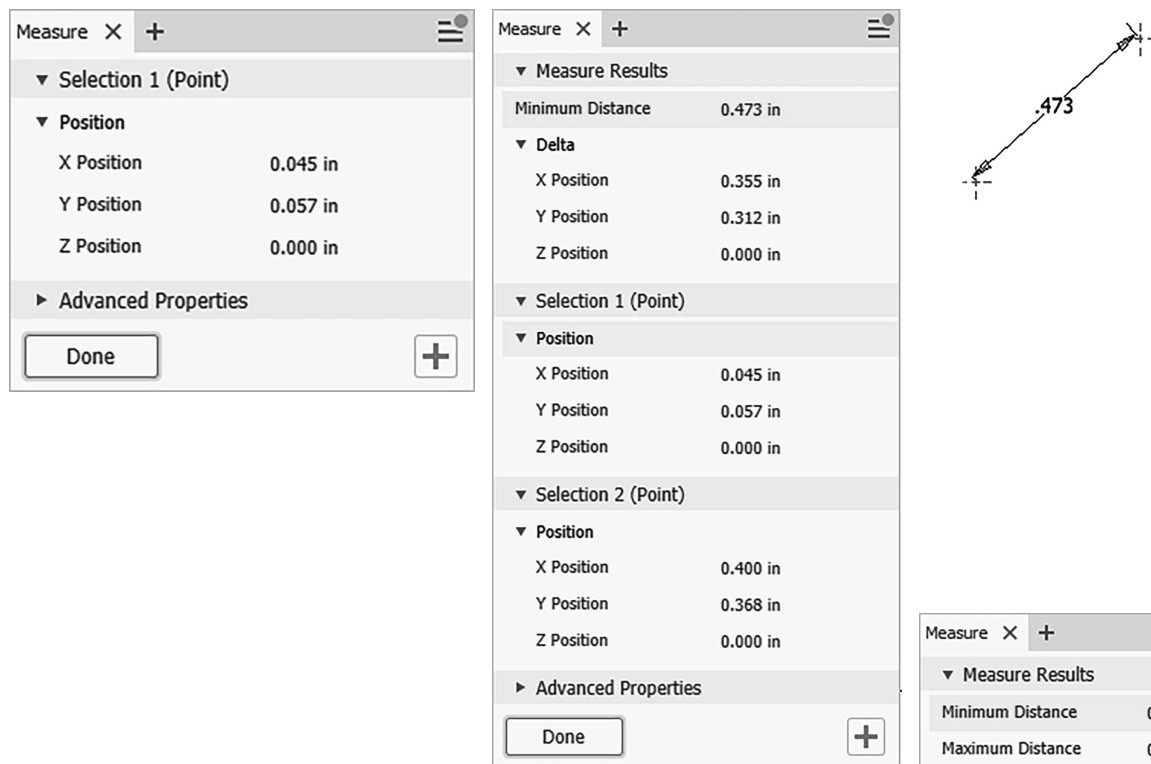 Measure
Selection 1 (Point)
Position
X Position 0.045 in
Y Position 0.057 in
Z Position 0.000 in
Advanced Properties
Done
Measure
Measure Results
Minimum Distance 0.473 in
Delta
X Position 0.355 in
Y Position 0.312 in
Z Position 0.000 in
Selection 1 (Point)
Position
X Position 0.045 in
Y Position 0.057 in
Z Position 0.000 in
Selection 2 (Point)
Position
X Position 0.400 in
Y Position 0.368 in
Z Position 0.000 in
Advanced Properties
Done
.473
Measure
Measure Results
Minimum Distance
Maximum Distance